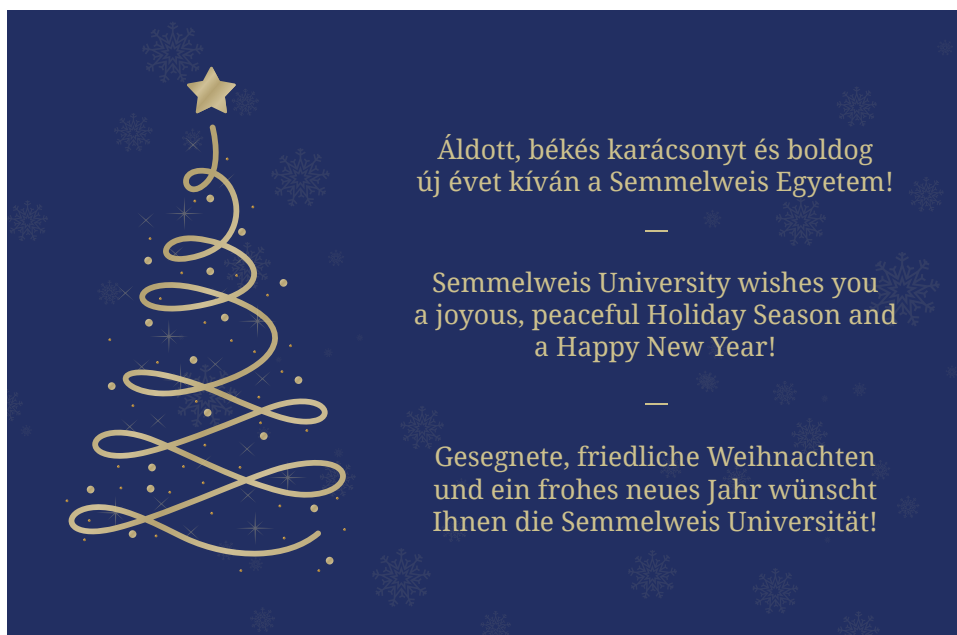 Áldott, békés karácsonyt és boldog
új évet kíván a Semmelweis Egyetem!
—
Semmelweis University wishes you
a joyous, peaceful Holiday Season and
a Happy New Year!
—
Gesegnete, friedliche Weihnachten
und ein frohes neues Jahr wünscht
Ihnen die Semmelweis Universität!